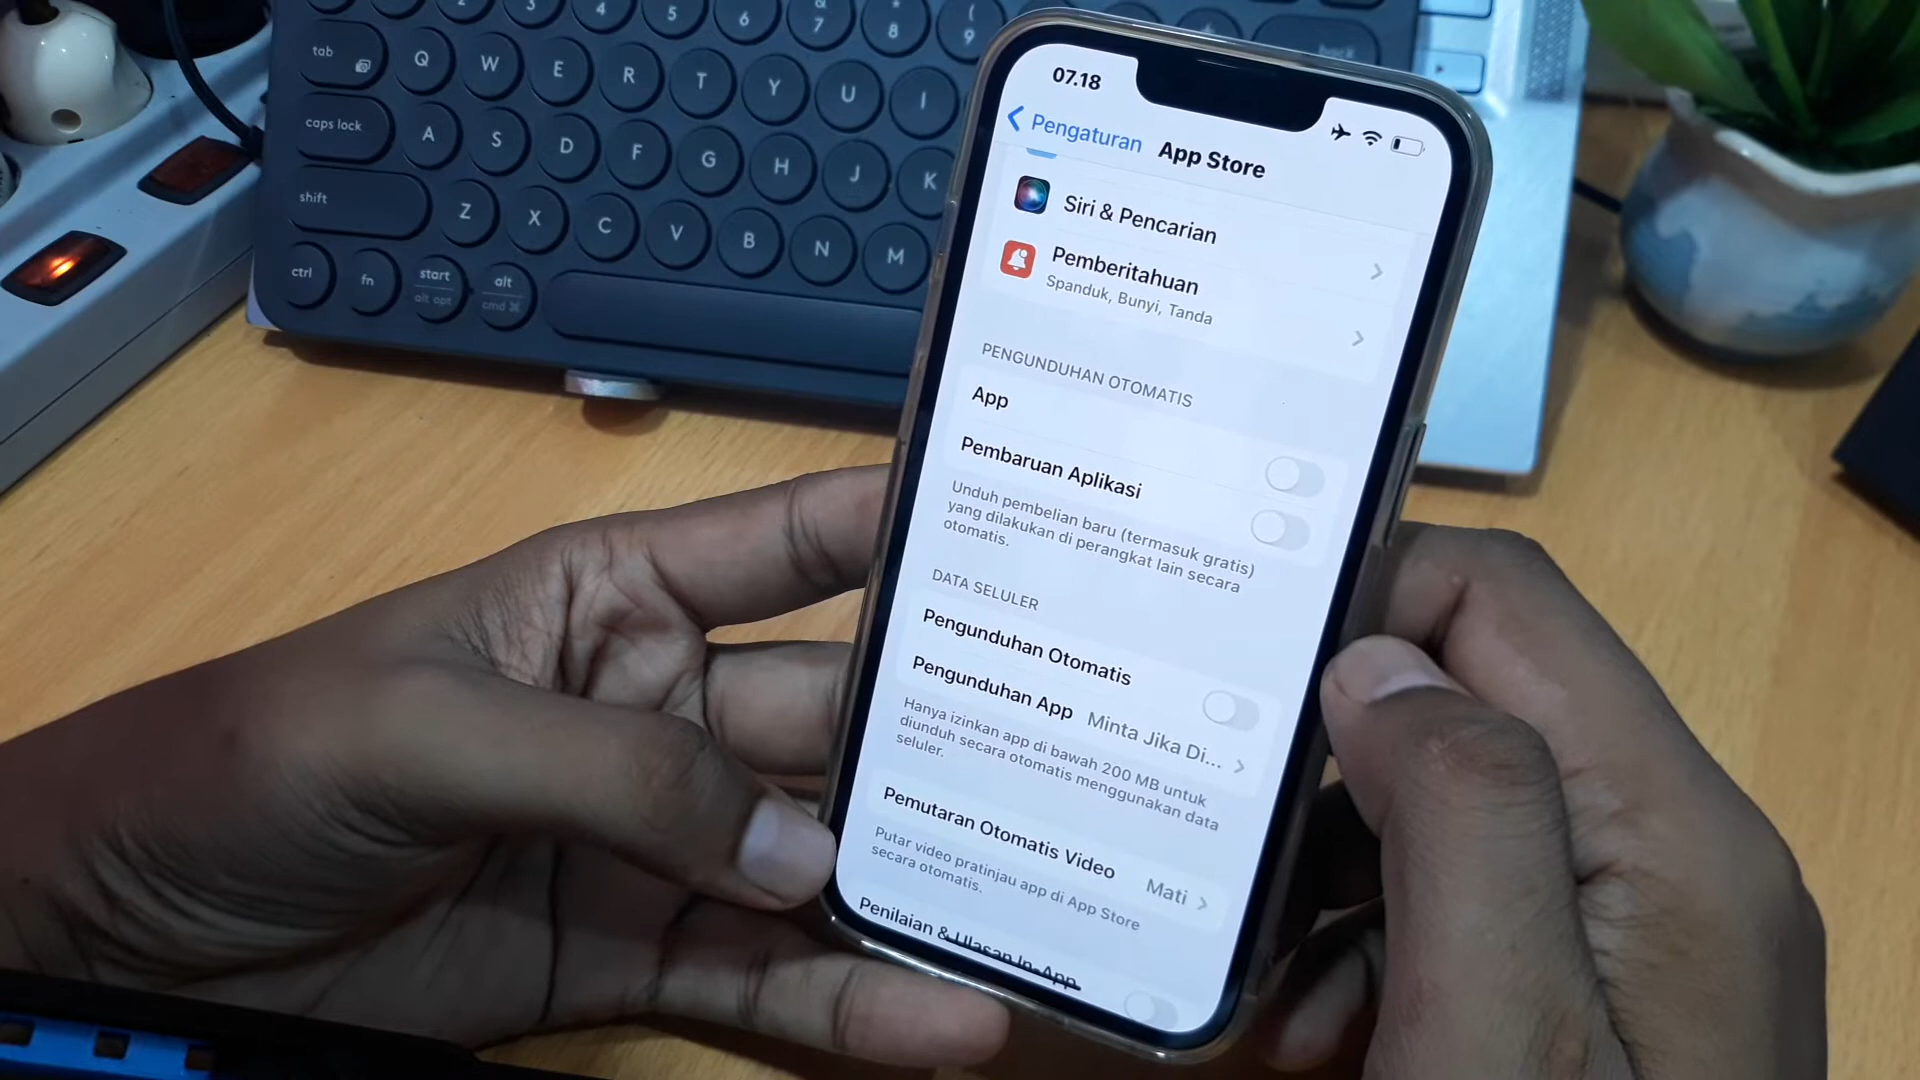 07.18
Pengaturan
App Store
Siri & Pencarian
Pemberitahuan
Spanduk, Bunyi, Tanda
PENGUNDUHAN OTOMATIS
App
Pembaruan Aplikasi
Unduh pembelian baru (termasuk gratis)
yang dilakukan di perangkat lain secara
otomatis.
DATA SELULER
Pengunduhan Otomatis
Pengunduhan App Minta Jika Di...
Hanya izinkan app di bawah 200 MB untuk
diunduh secara otomatis menggunakan data
seluler.
Pemutaran Otomatis Video Mati
Putar video pratinjau app di App Store
secara otomatis.
Penilaian & Ulasan In-App
2 3 4 5 6 & 7 * 8 ( 9
tab Q W E R T Y U I
back
caps lock A S D F G H J K
shift Z X C V B N M
ctrl fn start alt
alt opt cmd ⌘